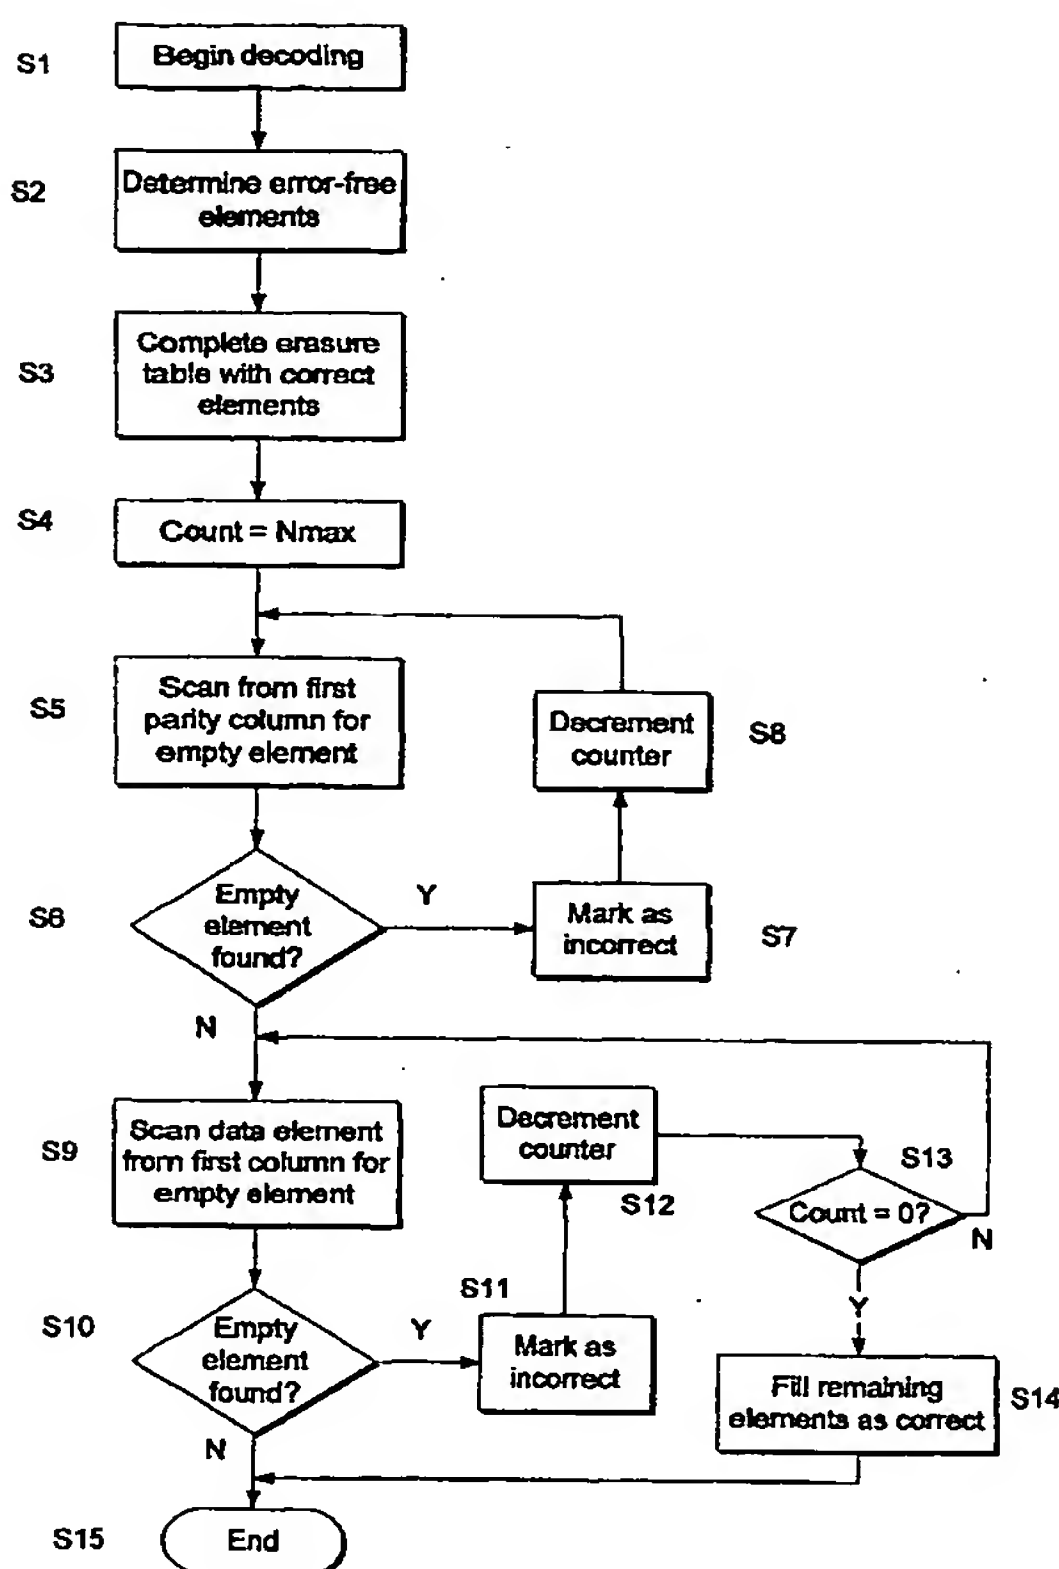 S1
Begin decoding
S2
Determine error-free
elements
S3
Complete erasure
table with correct
elements
S4
Count = Nmax
S5
Scan from first
parity column for
empty element
Decrement
counter
S8
S6
Empty
element
found?
Y
Mark as
incorrect
S7
N
S9
Scan data element
from first column for
empty element
Decrement
counter
S12
S13
Count = 0?
N
S10
Empty
element
found?
Y
S11
Mark as
incorrect
Y
Fill remaining
elements as correct
S14
N
S15
End